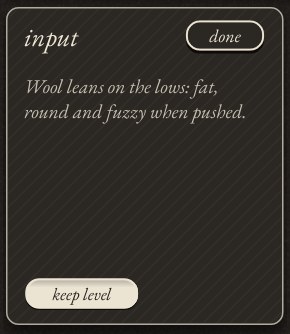 input
done
Wool leans on the lows: fat,
round and fuzzy when pushed.
keep level